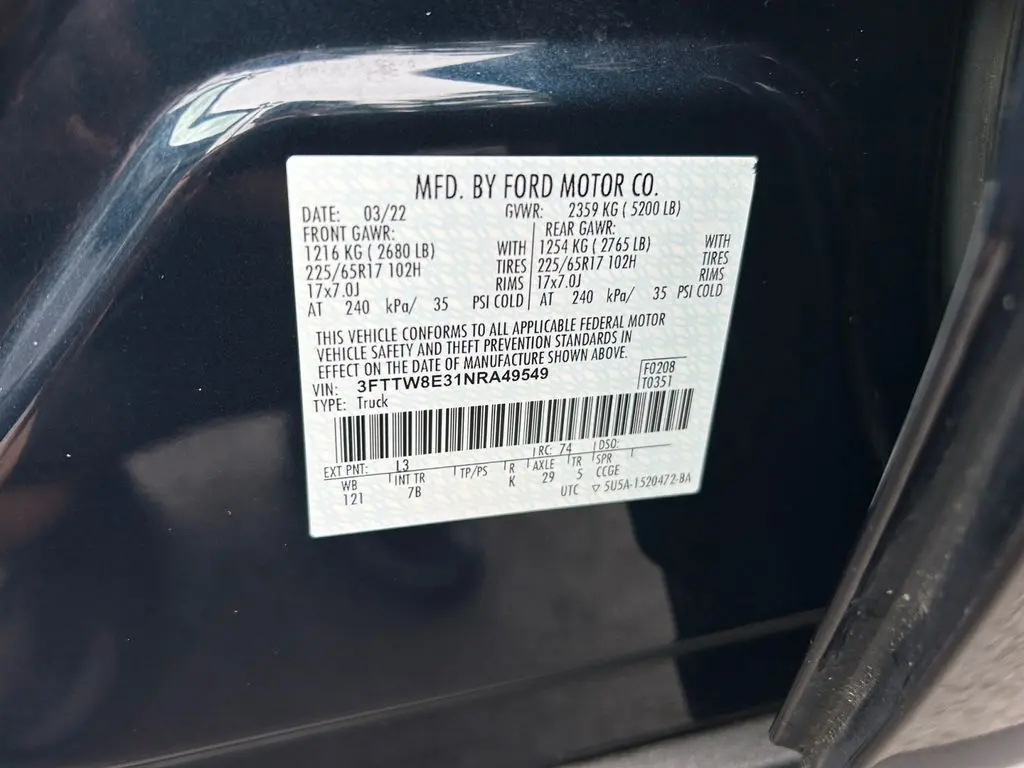 MFD. BY FORD MOTOR CO.
DATE: 03/22 GVWR: 2359 KG ( 5200 LB)
FRONT GAWR: REAR GAWR:
1216 KG ( 2680 LB) WITH 1254 KG ( 2765 LB) WITH
225/65R17 102H TIRES 225/65R17 102H TIRES
17x7.0J RIMS 17x7.0J RIMS
AT 240 kPa/ 35 PSI COLD AT 240 kPa/ 35 PSI COLD
THIS VEHICLE CONFORMS TO ALL APPLICABLE FEDERAL MOTOR
VEHICLE SAFETY AND THEFT PREVENTION STANDARDS IN
EFFECT ON THE DATE OF MANUFACTURE SHOWN ABOVE.
VIN: 3FTTW8E31NRA49549 F0208
TYPE: Truck T0351
EXT PNT: L3 RC: 74 DSO:
WB INT TR TP/PS R AXLE TR SPR
121 7B K 29 5 CCGE
UTC ▽ 5U5A-1520472-BA